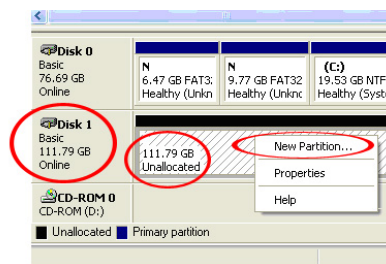 Disk 0
Basic
76.69 GB
Online
N
6.47 GB FAT3:
Healthy (Unkn
N
9.77 GB FAT32
Healthy (Unknc
(C:)
19.53 GB NTF
Healthy (Syst
Disk 1
Basic
111.79 GB
Online
111.79 GB
Unallocated
New Partition...
Properties
Help
CD-ROM 0
CD-ROM (D:)
Unallocated
Primary partition